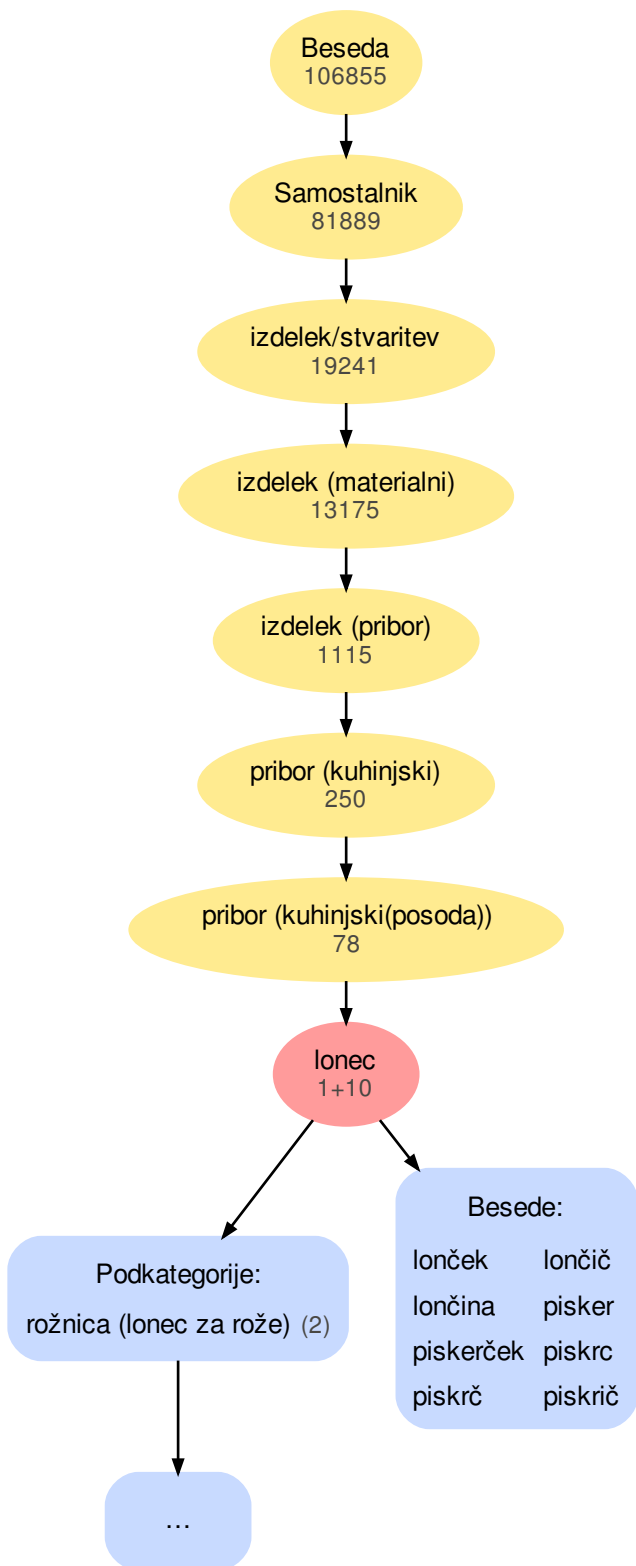 Beseda
106855
Samostalnik
81889
izdelek/stvaritev
19241
izdelek (materialni)
13175
izdelek (pribor)
1115
pribor (kuhinjski)
250
pribor (kuhinjski(posoda))
78
lonec
1+10
Podkategorije:
rožnica (lonec za rože) (2)
…
Besede:
lonček lončič
lončina pisker
piskerček piskrc
piskrč piskrič